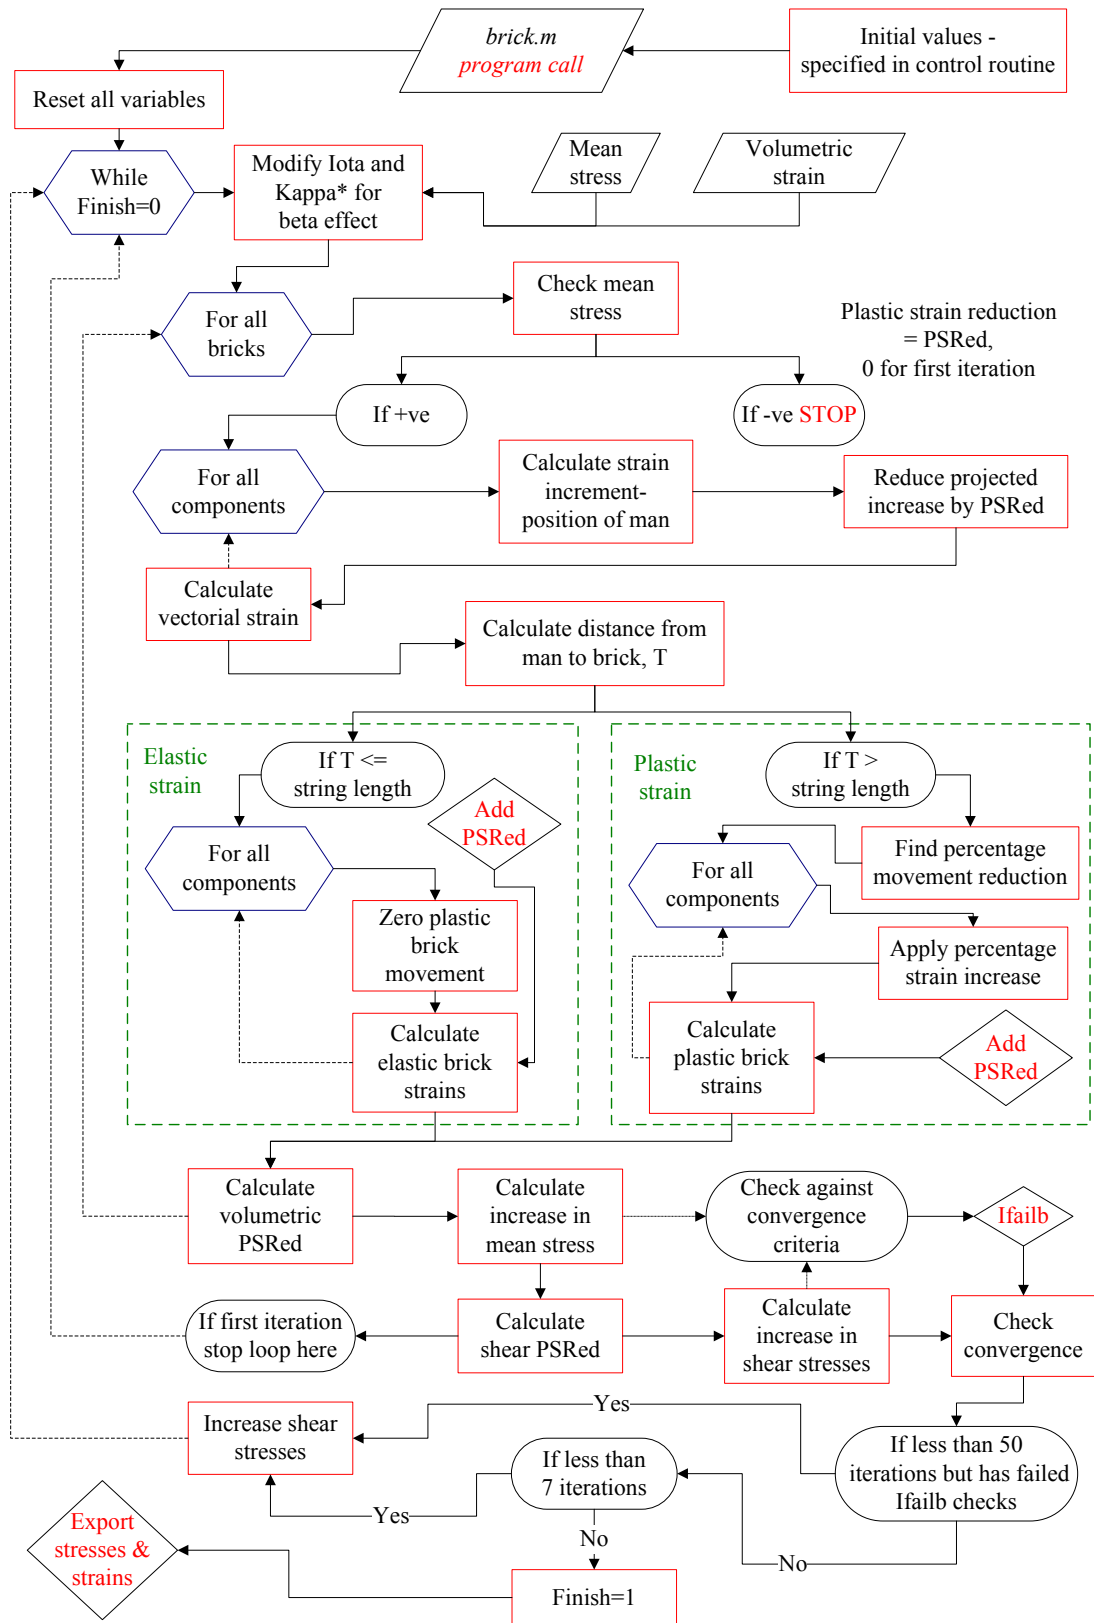 brick.m
program call
Initial values -
specified in control routine
Reset all variables
While
Finish=0
Modify Iota and
Kappa* for
beta effect
Mean
stress
Volumetric
strain
For all
bricks
Check mean
stress
Plastic strain reduction
= PSRed,
0 for first iteration
If +ve
If -ve STOP
For all
components
Calculate strain
increment-
position of man
Reduce projected
increase by PSRed
Calculate
vectorial strain
Calculate distance from
man to brick, T
Elastic
strain
If T <=
string length
Add
PSRed
For all
components
Zero plastic
brick
movement
Calculate
elastic brick
strains
Plastic
strain
If T >
string length
Find percentage
movement reduction
For all
components
Apply percentage
strain increase
Calculate
plastic brick
strains
Add
PSRed
Calculate
volumetric
PSRed
Calculate
increase in
mean stress
Check against
convergence
criteria
Ifailb
If first iteration
stop loop here
Calculate
shear PSRed
Calculate
increase in
shear stresses
Check
convergence
Increase shear
stresses
Yes
If less than
7 iterations
If less than 50
iterations but has failed
Ifailb checks
Yes
No
No
Export
stresses &
strains
Finish=1